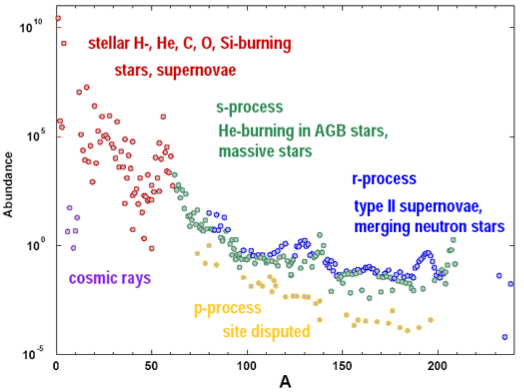 10^10
stellar H-, He, C, O, Si-burning
stars, supernovae
s-process
10^5
He-burning in AGB stars,
massive stars
Abundance
r-process
type II supernovae,
merging neutron stars
10^0
cosmic rays
p-process
site disputed
10^-5
0 50 100 150 200
A